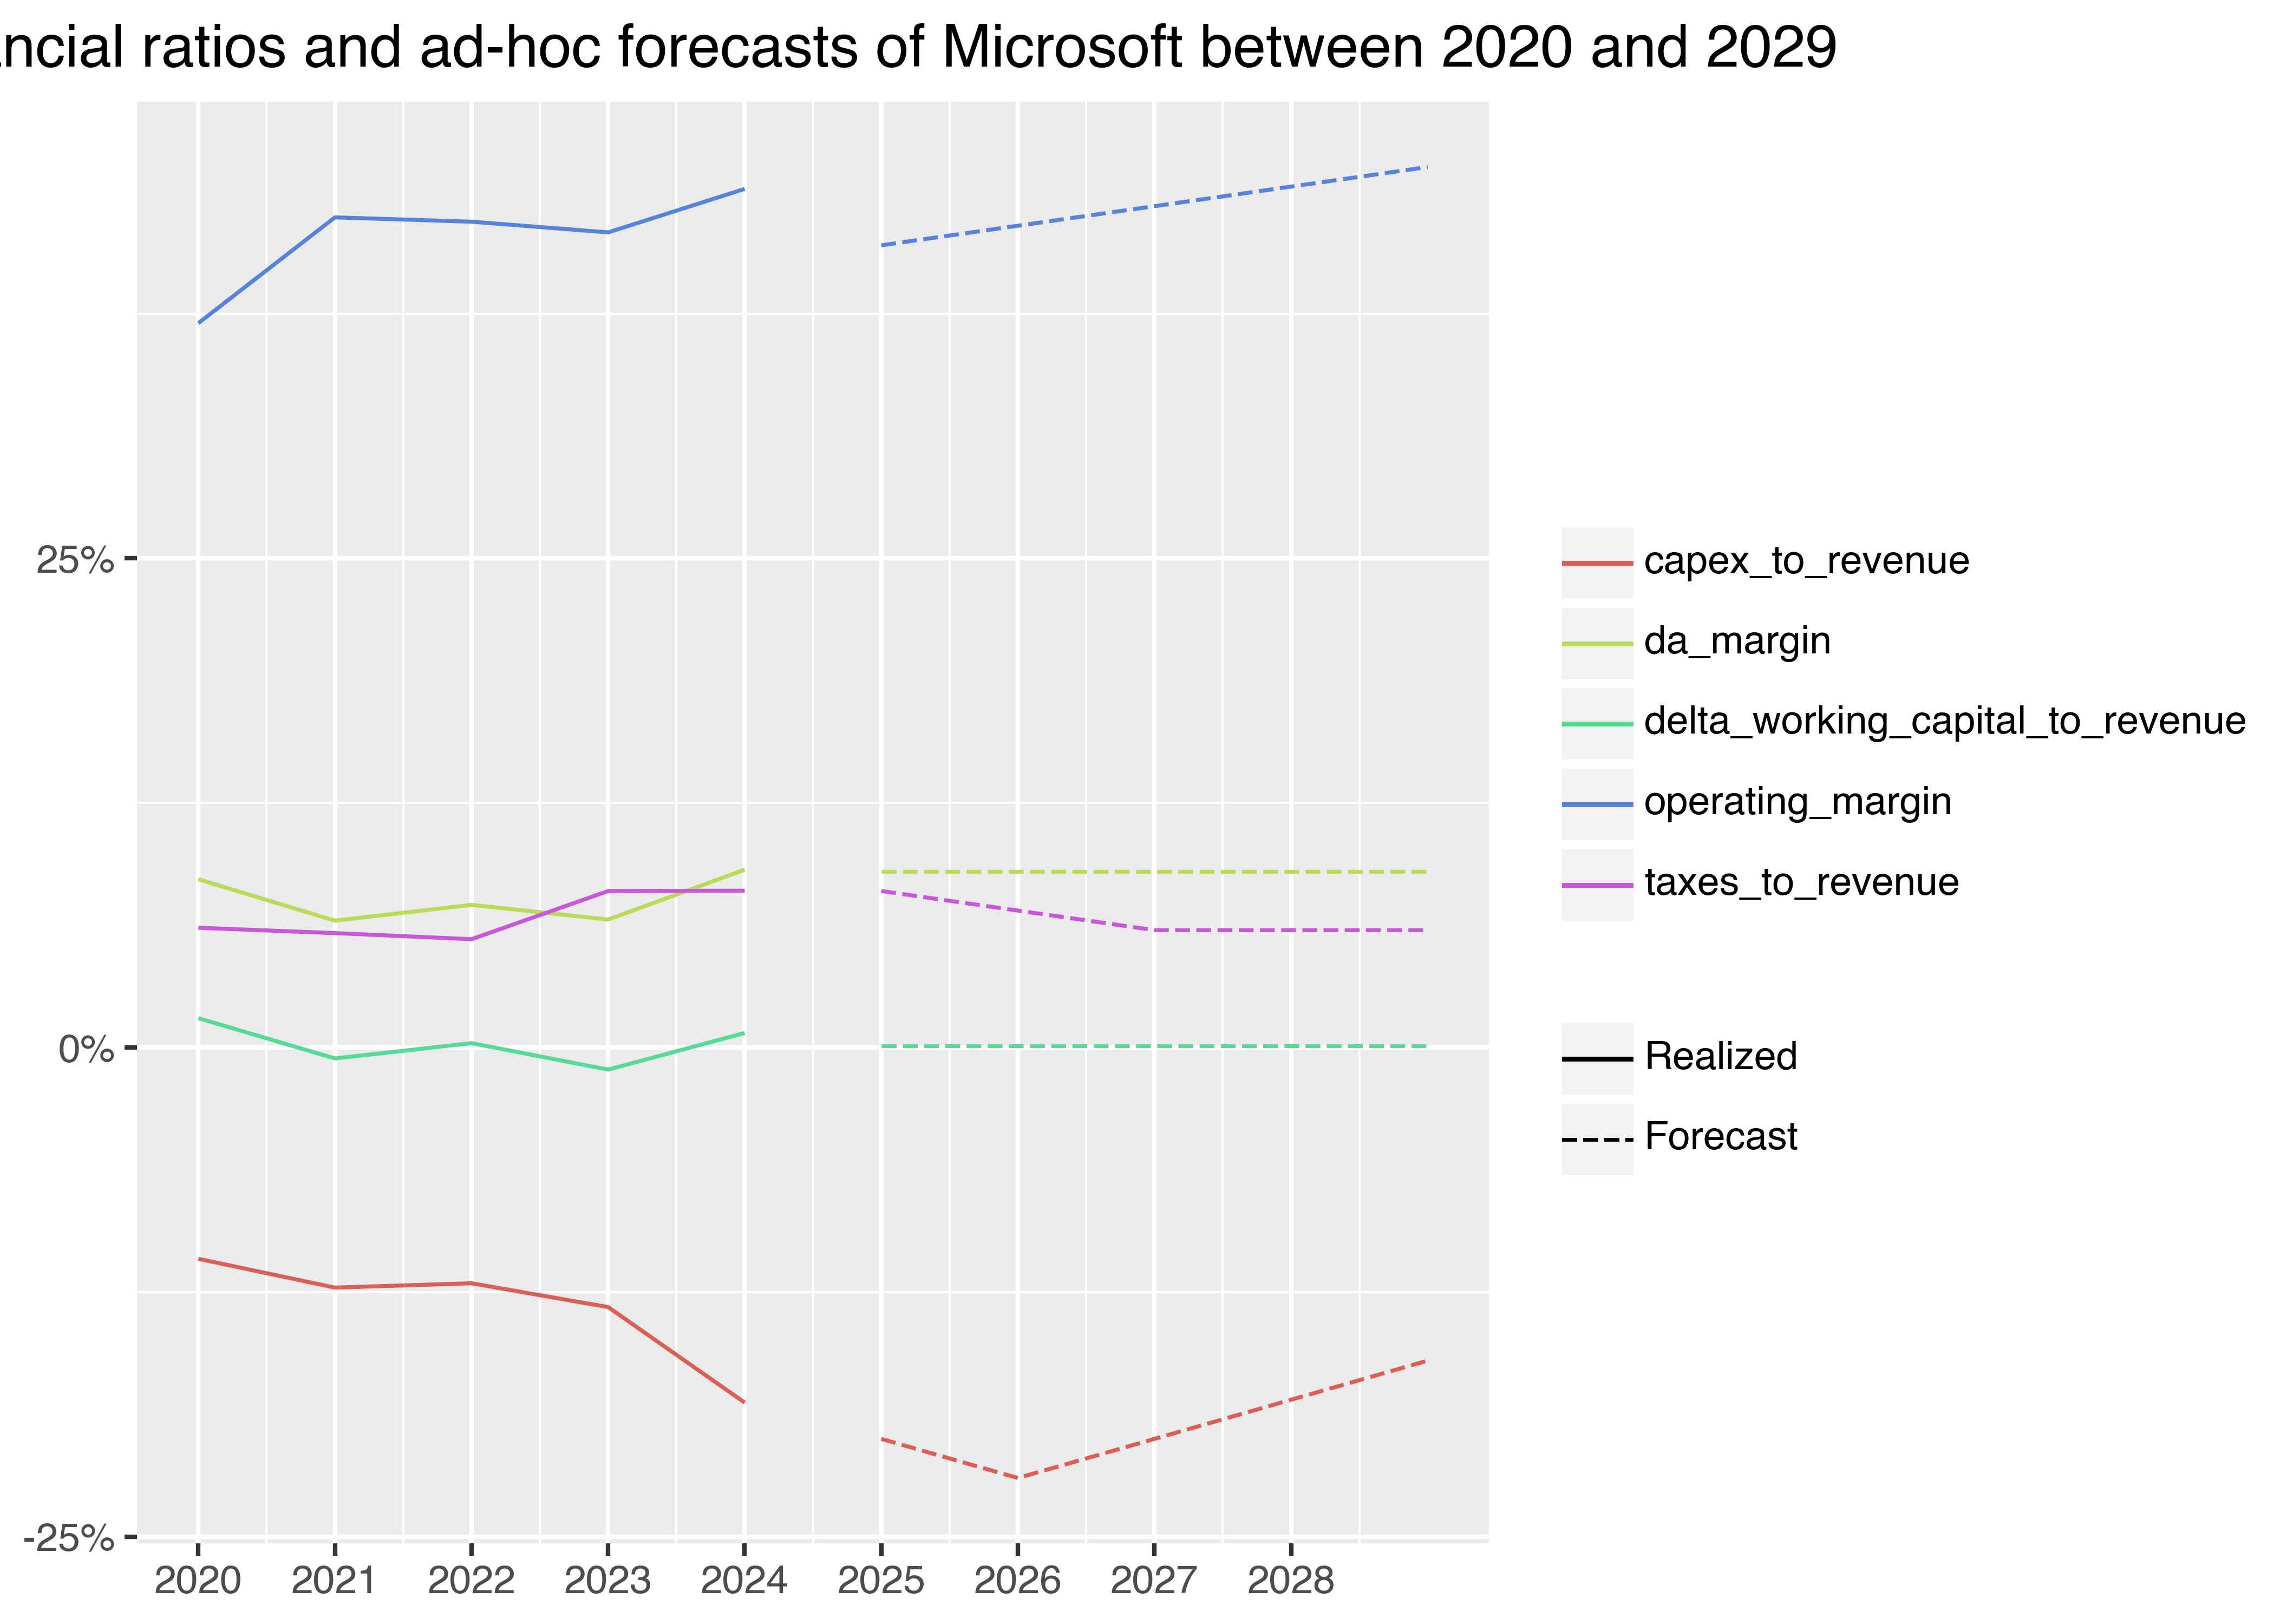 ncial ratios and ad-hoc forecasts of Microsoft between 2020 and 2029
25%
0%
-25%
2020 2021 2022 2023 2024 2025 2026 2027 2028
capex_to_revenue
da_margin
delta_working_capital_to_revenue
operating_margin
taxes_to_revenue
Realized
Forecast